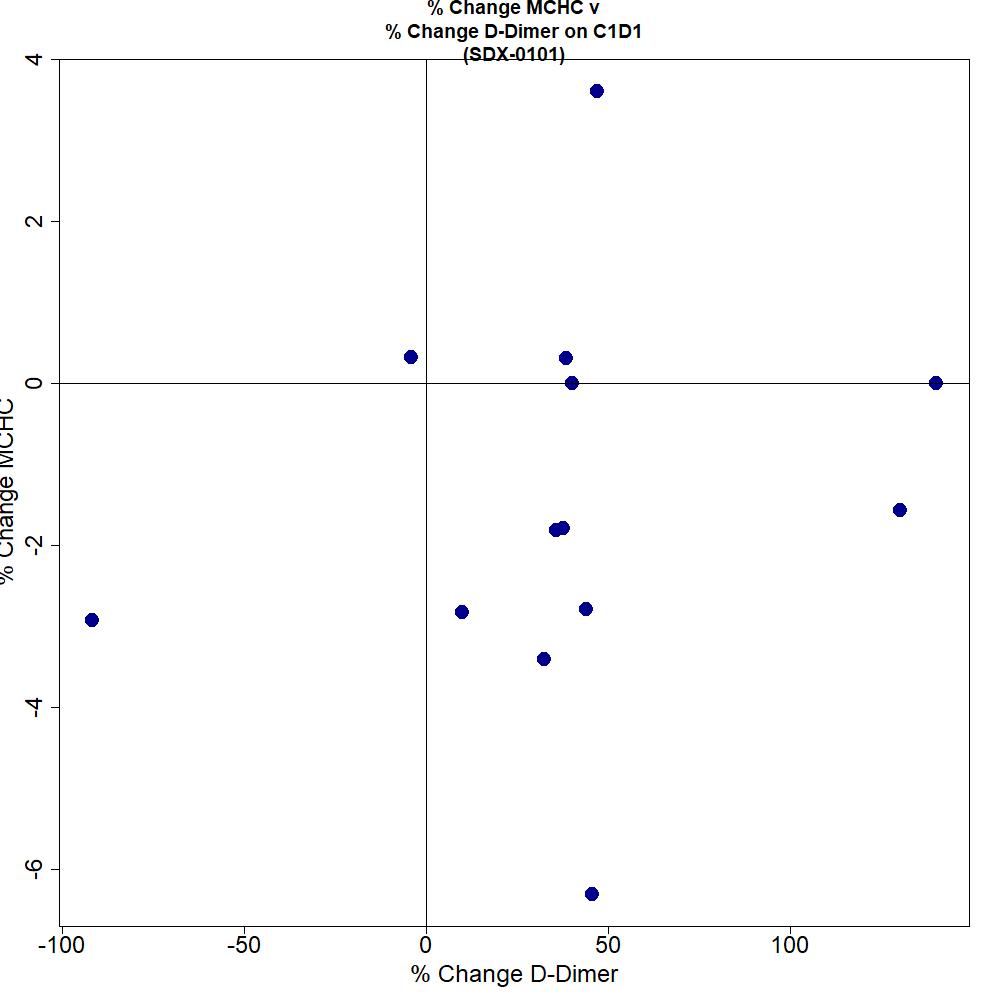 % Change MCHC v
% Change D-Dimer on C1D1
(SDX-0101)
4
2
0
-2
-4
-6
% Change MCHC
-100
-50
0
50
100
% Change D-Dimer